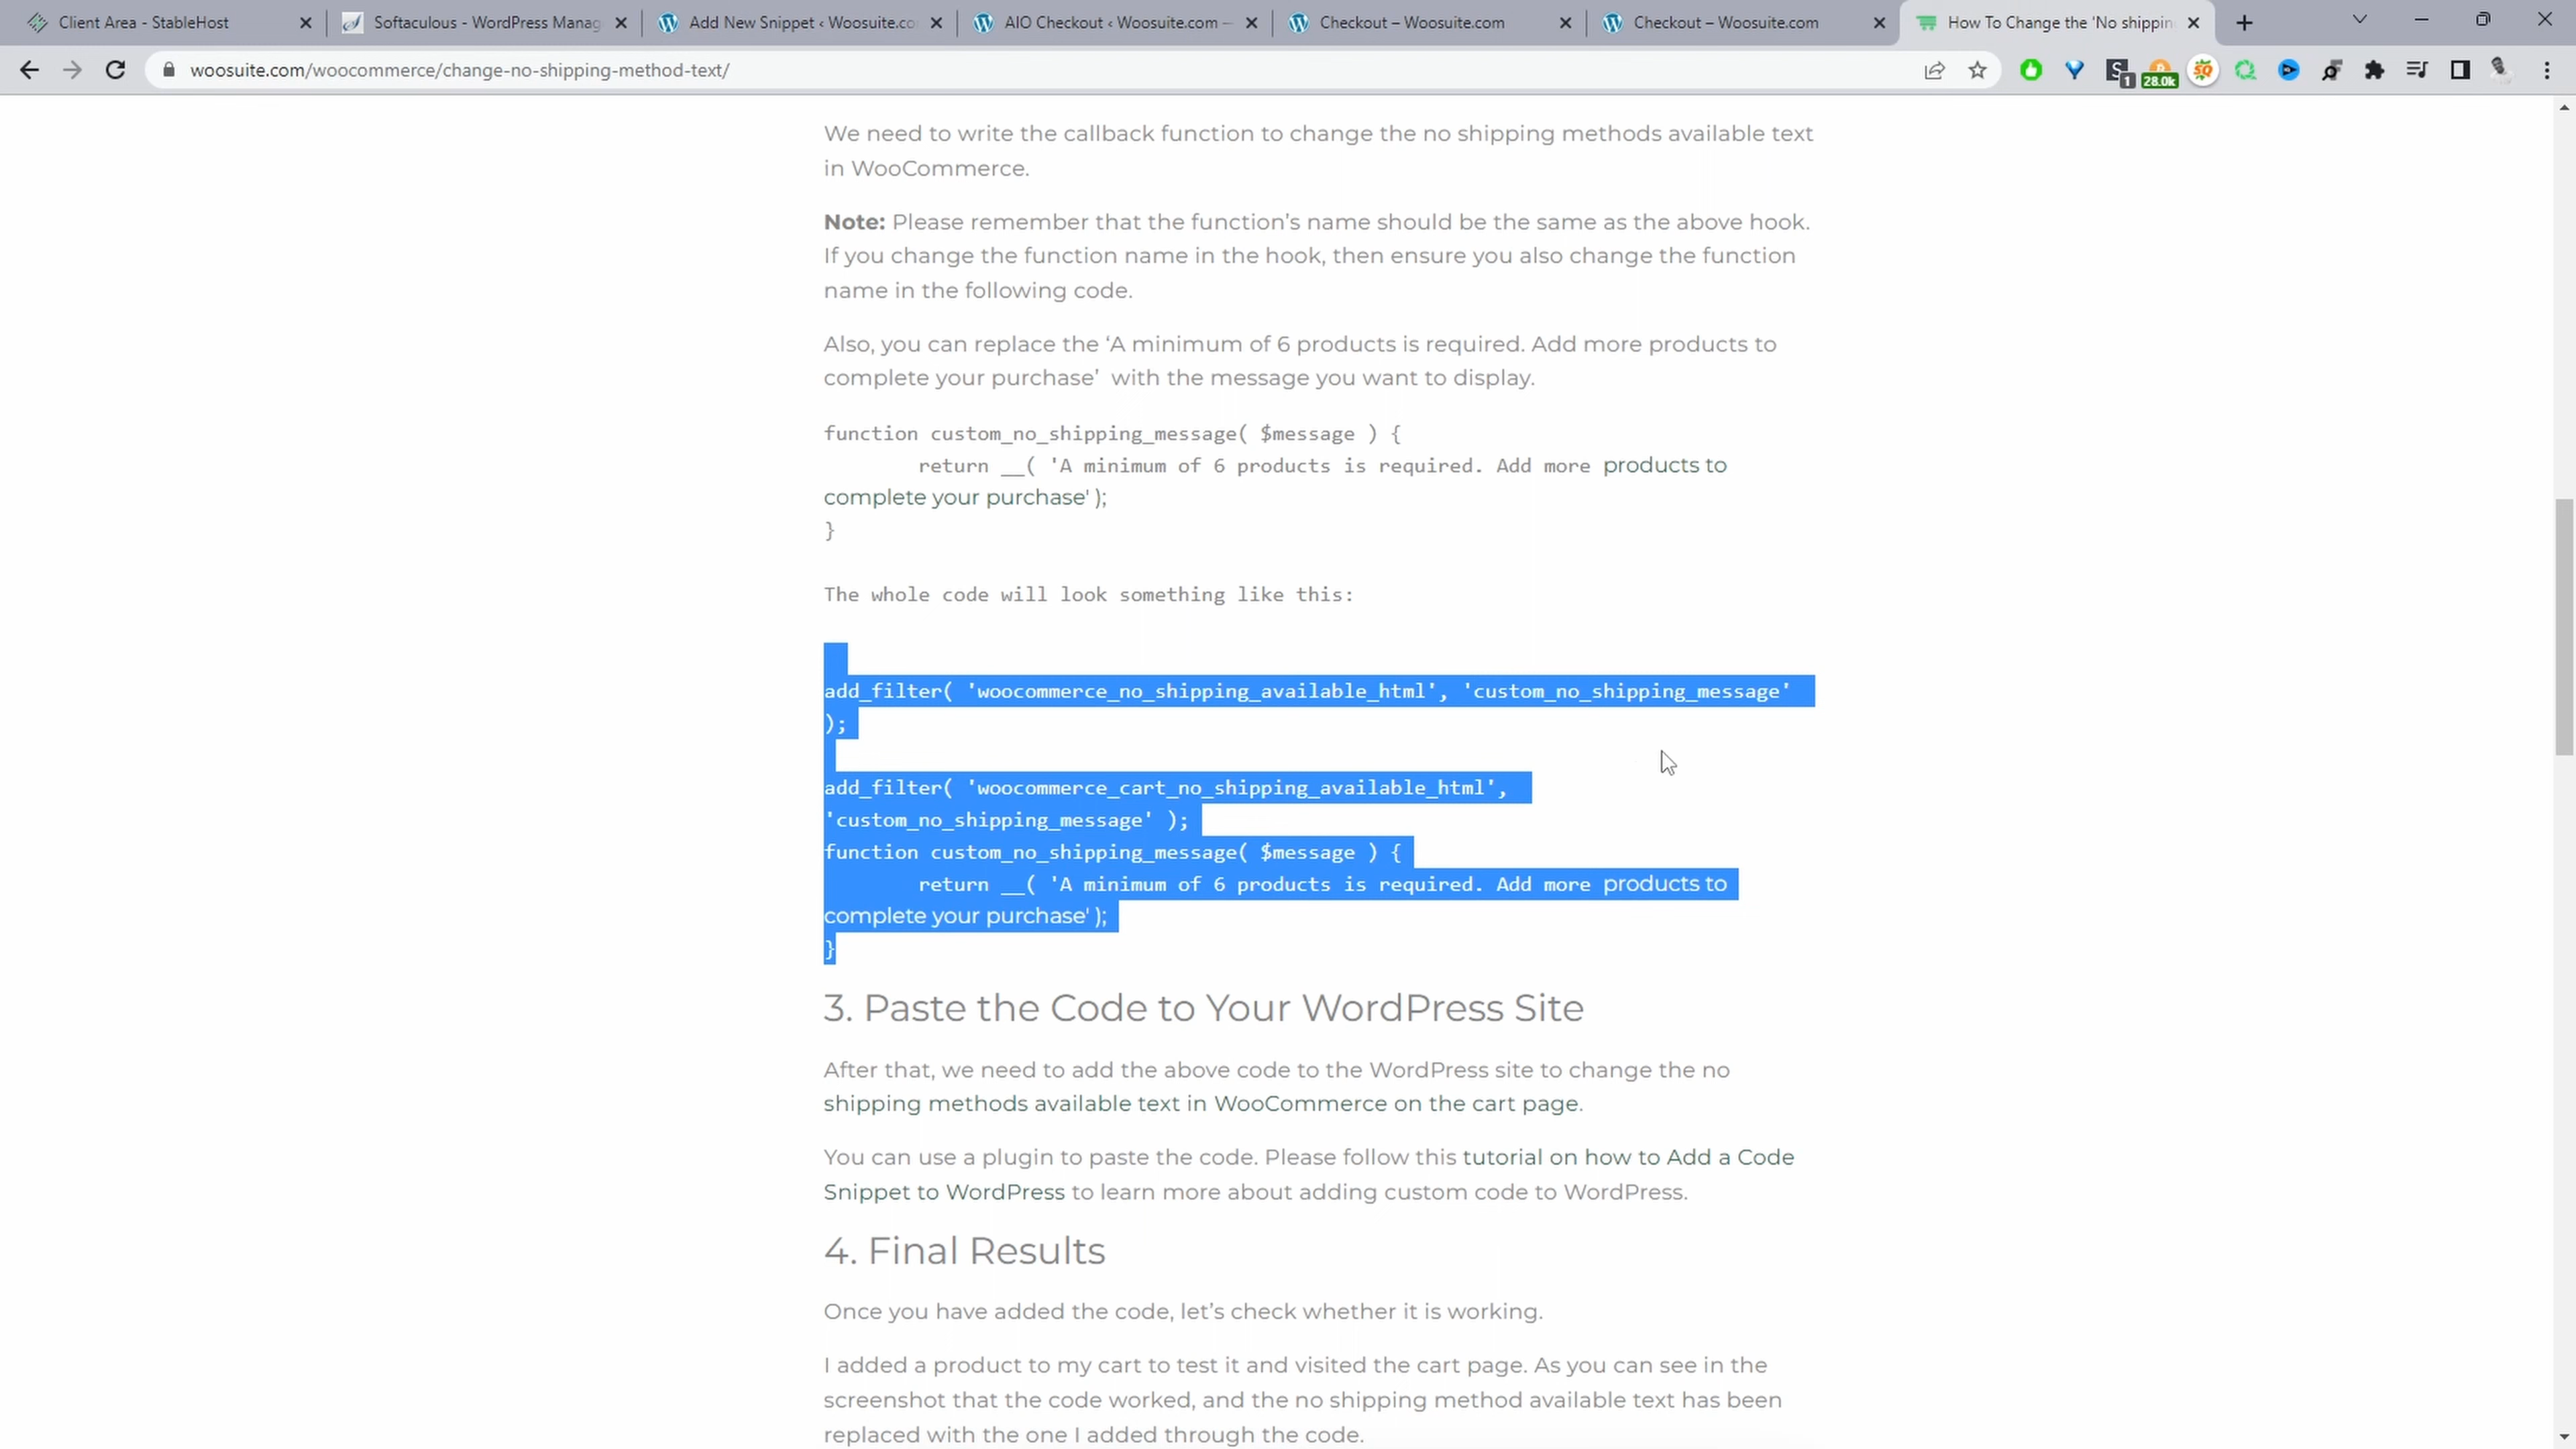 Client Area - StableHost
Softaculous - WordPress Manag
Add New Snippet ‹ Woosuite.co
AIO Checkout ‹ Woosuite.com —
Checkout – Woosuite.com
Checkout – Woosuite.com
How To Change the 'No shippin
woosuite.com/woocommerce/change-no-shipping-method-text/
1
28.0k
We need to write the callback function to change the no shipping methods available text
in WooCommerce.
Note: Please remember that the function’s name should be the same as the above hook.
If you change the function name in the hook, then ensure you also change the function
name in the following code.
Also, you can replace the ‘A minimum of 6 products is required. Add more products to
complete your purchase’  with the message you want to display.
function custom_no_shipping_message( $message ) {
return __( 'A minimum of 6 products is required. Add more products to
complete your purchase' );
}
The whole code will look something like this:
add_filter( 'woocommerce_no_shipping_available_html', 'custom_no_shipping_message'
);
add_filter( 'woocommerce_cart_no_shipping_available_html',
'custom_no_shipping_message' );
function custom_no_shipping_message( $message ) {
return __( 'A minimum of 6 products is required. Add more products to
complete your purchase' );
}
3. Paste the Code to Your WordPress Site
After that, we need to add the above code to the WordPress site to change the no
shipping methods available text in WooCommerce on the cart page.
You can use a plugin to paste the code. Please follow this tutorial on how to Add a Code
Snippet to WordPress to learn more about adding custom code to WordPress.
4. Final Results
Once you have added the code, let’s check whether it is working.
I added a product to my cart to test it and visited the cart page. As you can see in the
screenshot that the code worked, and the no shipping method available text has been
replaced with the one I added through the code.